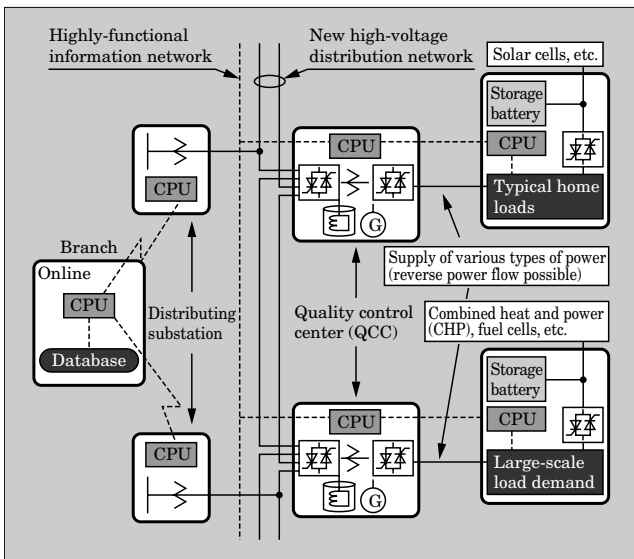 Highly-functional
information network
New high-voltage
distribution network
Solar cells, etc.
Storage
battery
CPU
Typical home
loads
CPU
G
CPU
Branch
Online
CPU
Database
Distributing
substation
Quality control
center (QCC)
Supply of various types of power
(reverse power flow possible)
Combined heat and power
(CHP), fuel cells, etc.
Storage
battery
CPU
Large-scale
load demand
CPU
G
CPU